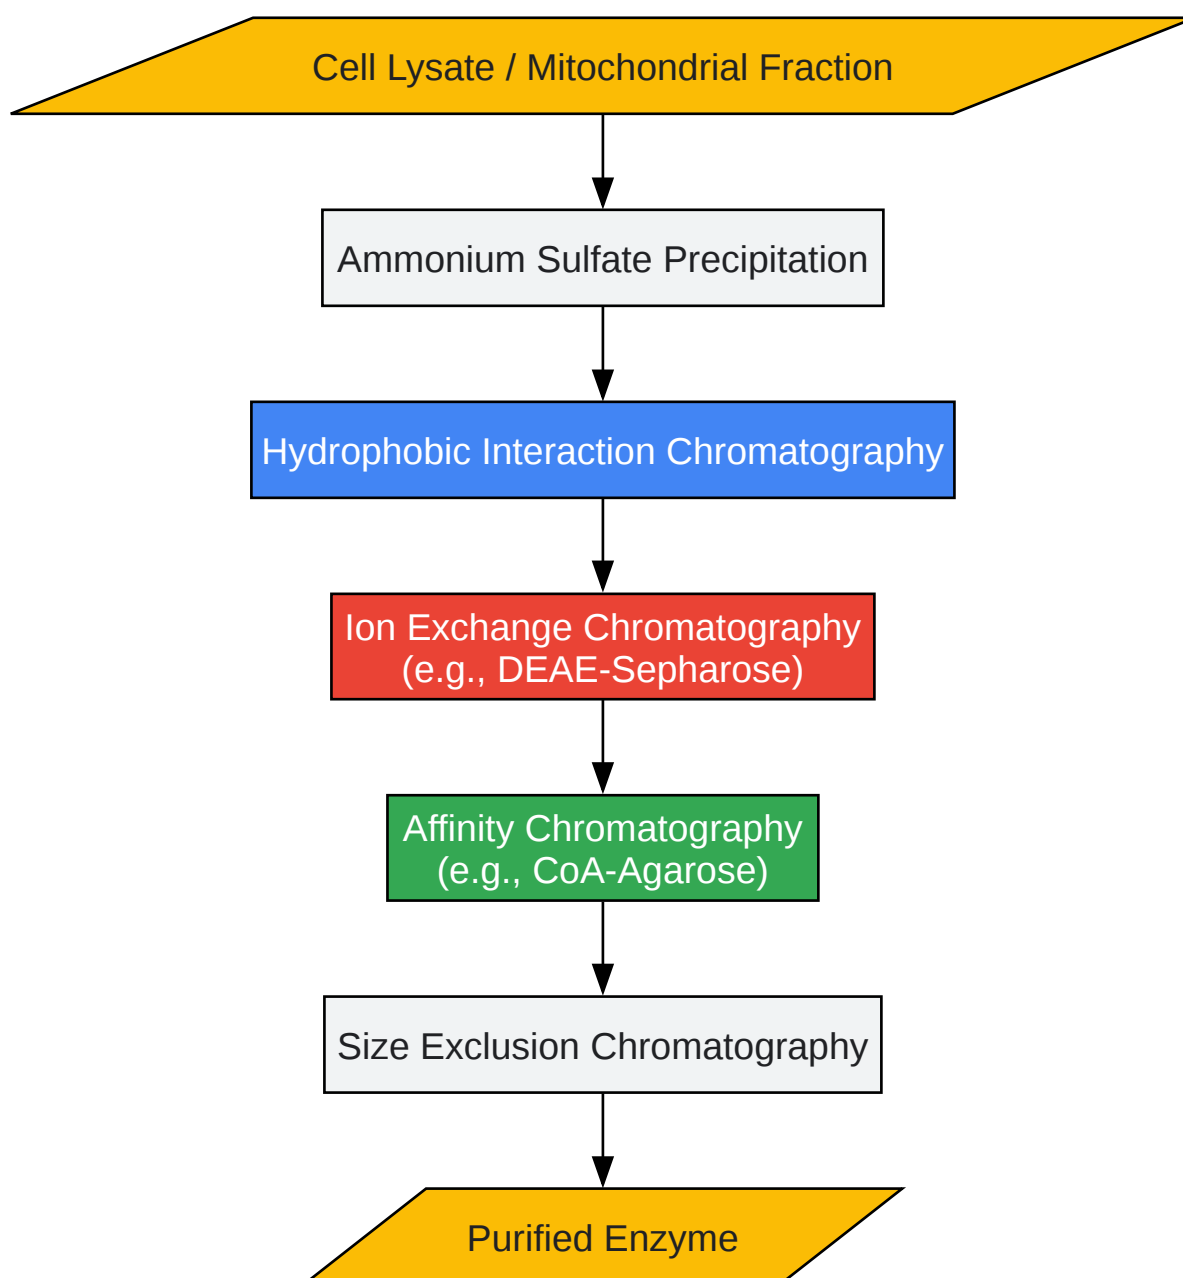 Cell Lysate / Mitochondrial Fraction
Ammonium Sulfate Precipitation
Hydrophobic Interaction Chromatography
Ion Exchange Chromatography
(e.g., DEAE-Sepharose)
Affinity Chromatography
(e.g., CoA-Agarose)
Size Exclusion Chromatography
Purified Enzyme